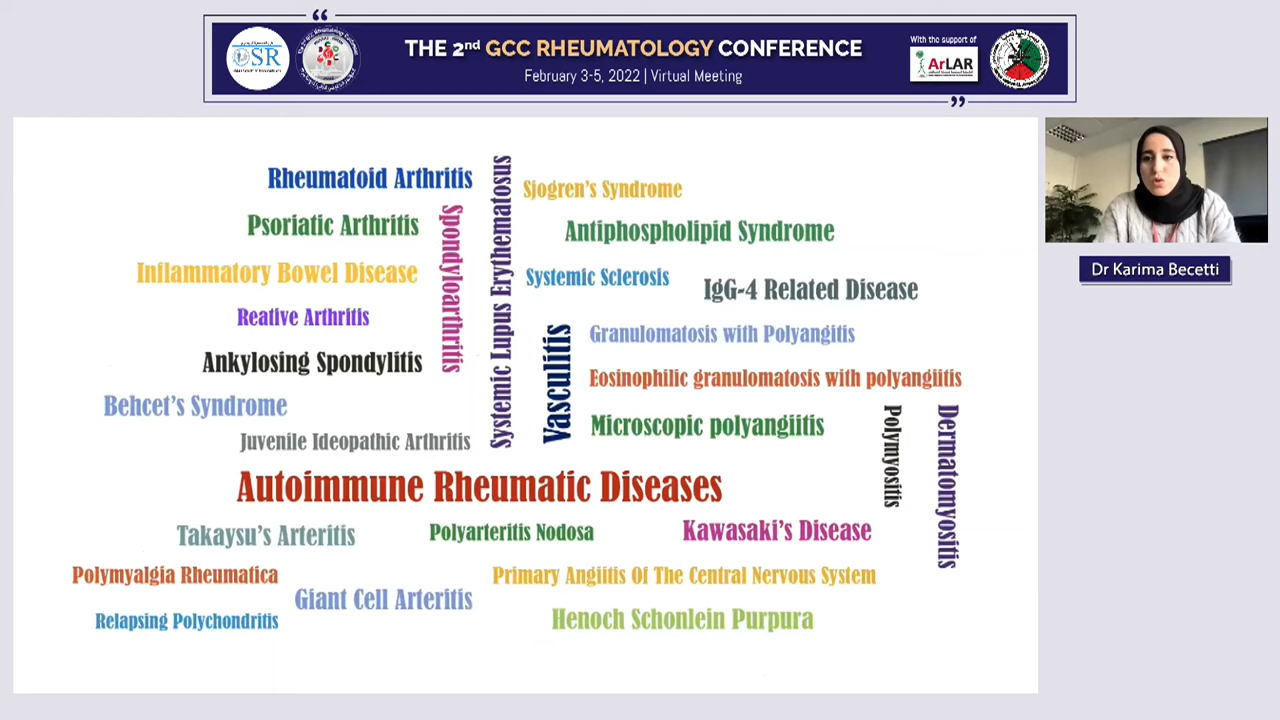 “
THE 2nd GCC RHEUMATOLOGY CONFERENCE
February 3-5, 2022 | Virtual Meeting
OSR
With the support of
ArLAR
”
Dr Karima Becetti
Rheumatoid Arthritis
Psoriatic Arthritis
Inflammatory Bowel Disease
Reative Arthritis
Ankylosing Spondylitis
Behcet's Syndrome
Juvenile Ideopathic Arthritis
Spondyloarthritis
Systemic Lupus Erythematosus
Sjogren's Syndrome
Antiphospholipid Syndrome
Systemic Sclerosis
IgG-4 Related Disease
Vasculitis
Granulomatosis with Polyangitis
Eosinophilic granulomatosis with polyangiitis
Microscopic polyangiitis
Polymyositis
Dermatomyositis
Autoimmune Rheumatic Diseases
Takaysu's Arteritis
Polyarteritis Nodosa
Kawasaki's Disease
Polymyalgia Rheumatica
Giant Cell Arteritis
Primary Angiitis Of The Central Nervous System
Relapsing Polychondritis
Henoch Schonlein Purpura